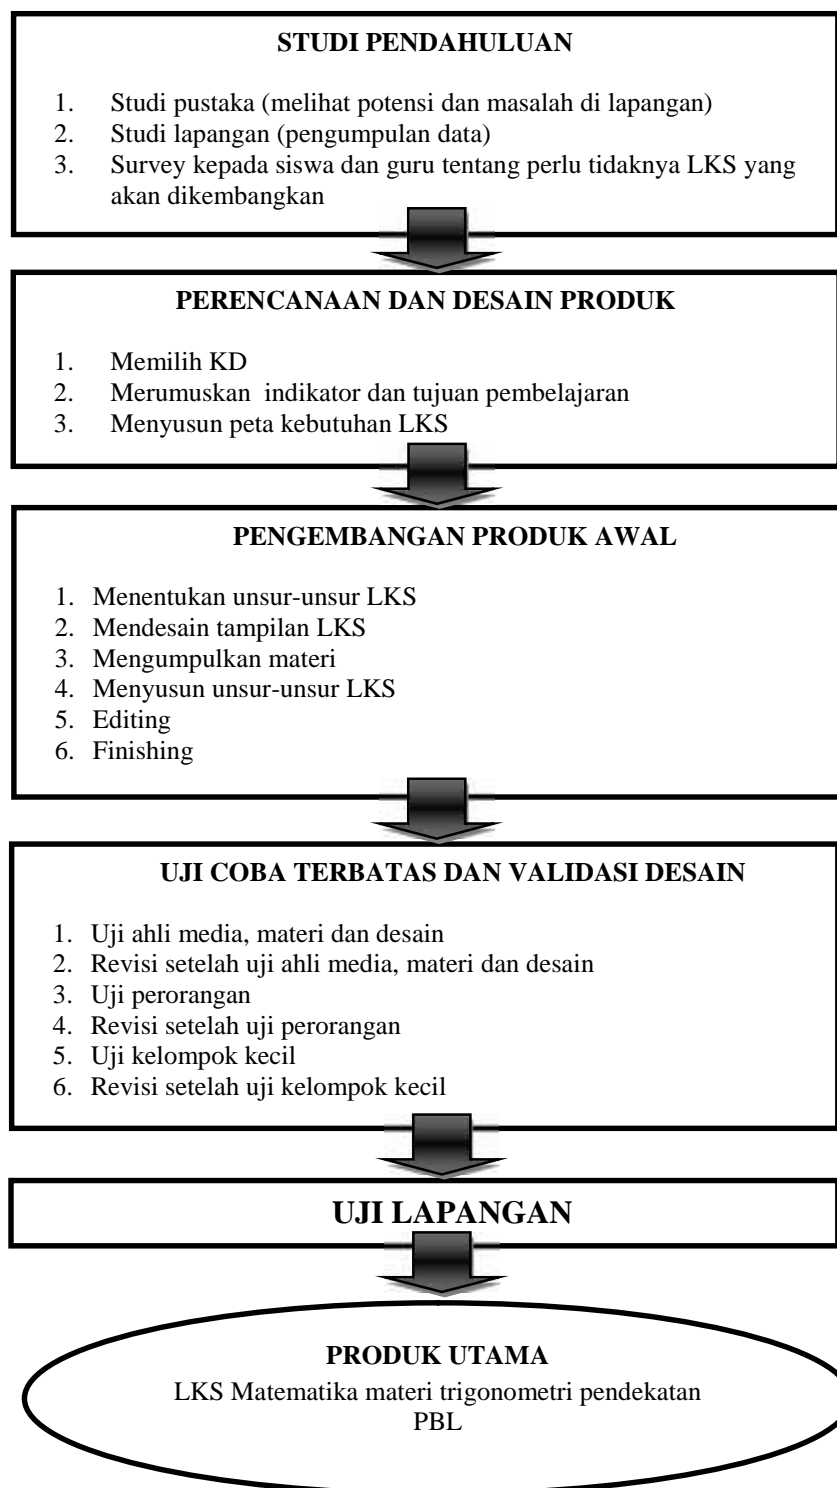 STUDI PENDAHULUAN
1. Studi pustaka (melihat potensi dan masalah di lapangan)
2. Studi lapangan (pengumpulan data)
3. Survey kepada siswa dan guru tentang perlu tidaknya LKS yang
akan dikembangkan
PERENCANAAN DAN DESAIN PRODUK
1. Memilih KD
2. Merumuskan indikator dan tujuan pembelajaran
3. Menyusun peta kebutuhan LKS
PENGEMBANGAN PRODUK AWAL
1. Menentukan unsur-unsur LKS
2. Mendesain tampilan LKS
3. Mengumpulkan materi
4. Menyusun unsur-unsur LKS
5. Editing
6. Finishing
UJI COBA TERBATAS DAN VALIDASI DESAIN
1. Uji ahli media, materi dan desain
2. Revisi setelah uji ahli media, materi dan desain
3. Uji perorangan
4. Revisi setelah uji perorangan
5. Uji kelompok kecil
6. Revisi setelah uji kelompok kecil
UJI LAPANGAN
PRODUK UTAMA
LKS Matematika materi trigonometri pendekatan
PBL